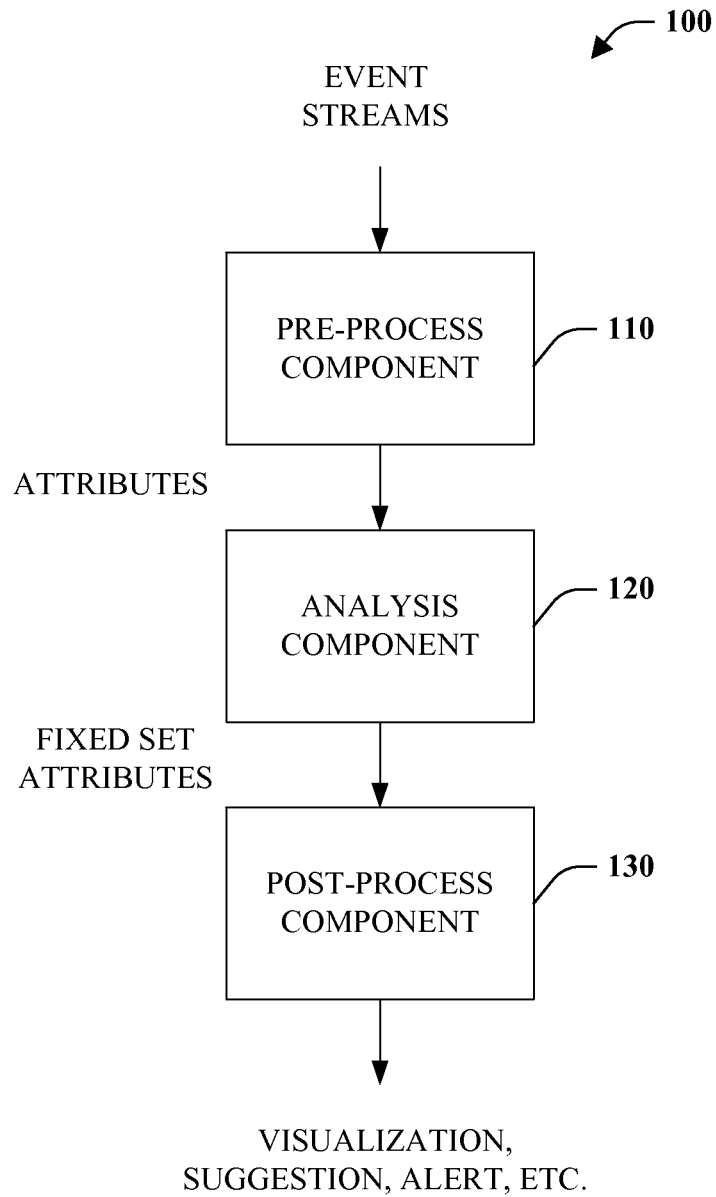 100
EVENT
STREAMS
PRE-PROCESS
COMPONENT
110
ATTRIBUTES
ANALYSIS
COMPONENT
120
FIXED SET
ATTRIBUTES
POST-PROCESS
COMPONENT
130
VISUALIZATION,
SUGGESTION, ALERT, ETC.